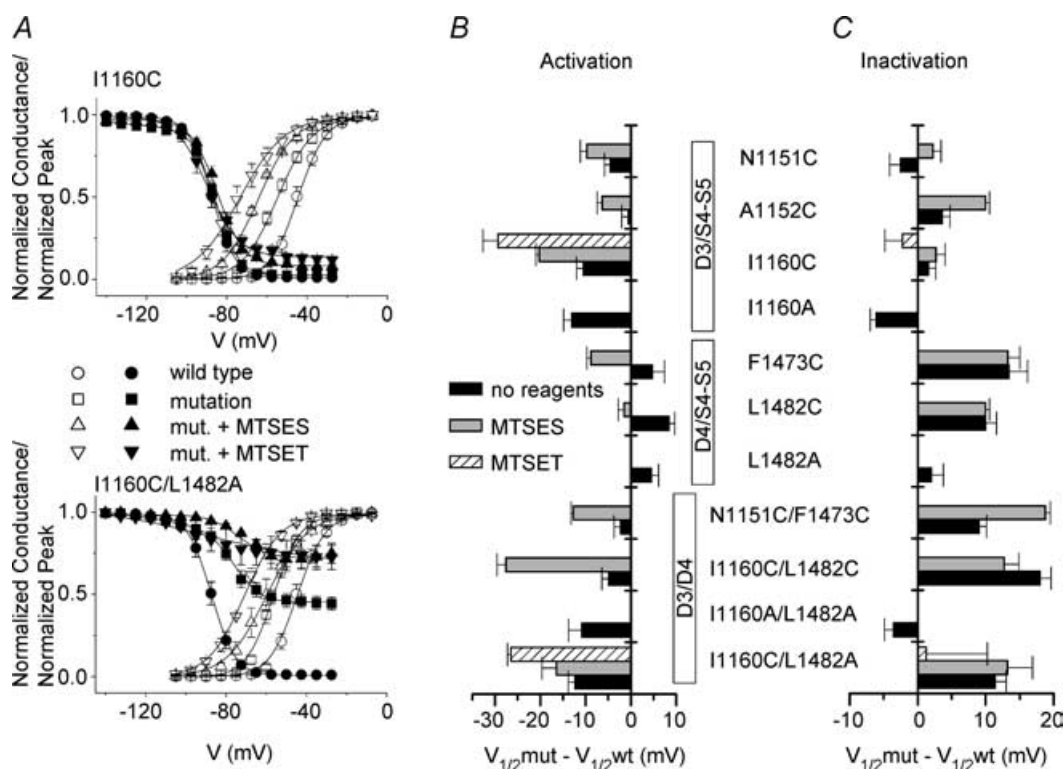 A
I1160C
Normalized Conductance/
Normalized Peak
1.0
0.5
0.0
-120
-80
-40
0
V (mV)
wild type
mutation
mut. + MTSES
mut. + MTSET
I1160C/L1482A
Normalized Conductance/
Normalized Peak
1.0
0.5
0.0
-120
-80
-40
0
V (mV)
B
Activation
D3/S4-S5
D4/S4-S5
D3/D4
no reagents
MTSES
MTSET
-30
-20
-10
0
10
V1/2mut - V1/2wt (mV)
N1151C
A1152C
I1160C
I1160A
F1473C
L1482C
L1482A
N1151C/F1473C
I1160C/L1482C
I1160A/L1482A
I1160C/L1482A
C
Inactivation
-10
0
10
20
V1/2mut - V1/2wt (mV)